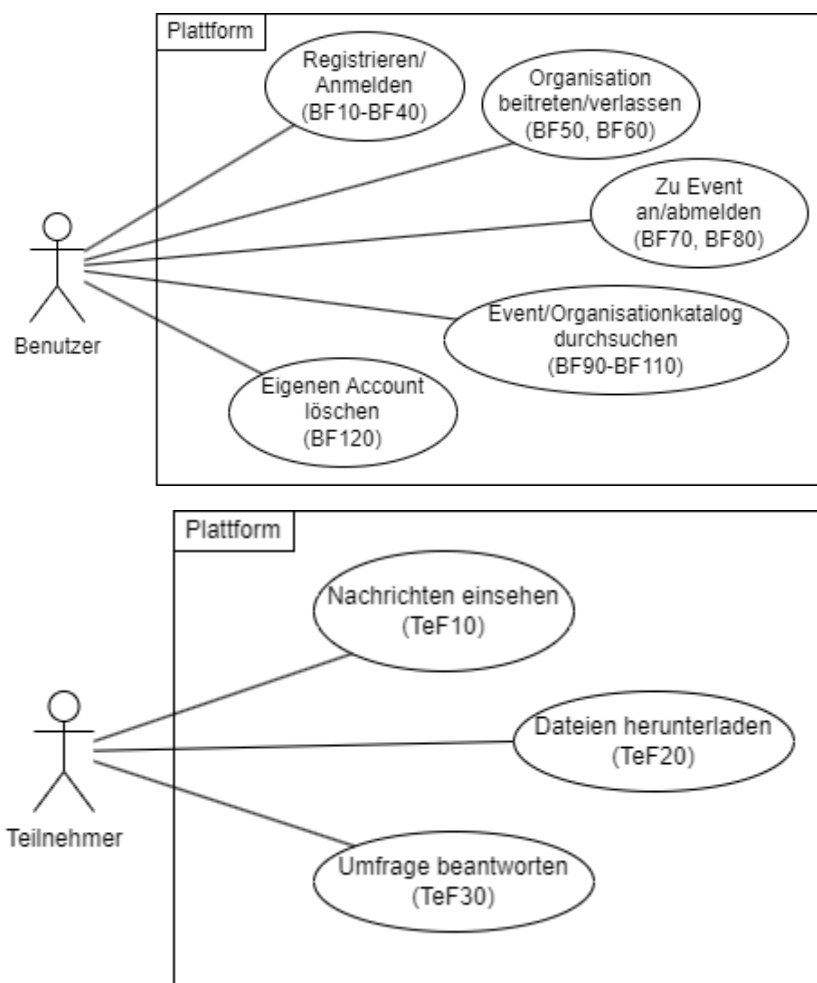 Plattform
Registrieren/
Anmelden
(BF10-BF40)
Organisation
beitreten/verlassen
(BF50, BF60)
Zu Event
an/abmelden
(BF70, BF80)
Event/Organisationkatalog
durchsuchen
(BF90-BF110)
Eigenen Account
löschen
(BF120)
Benutzer
Plattform
Nachrichten einsehen
(TeF10)
Dateien herunterladen
(TeF20)
Umfrage beantworten
(TeF30)
Teilnehmer